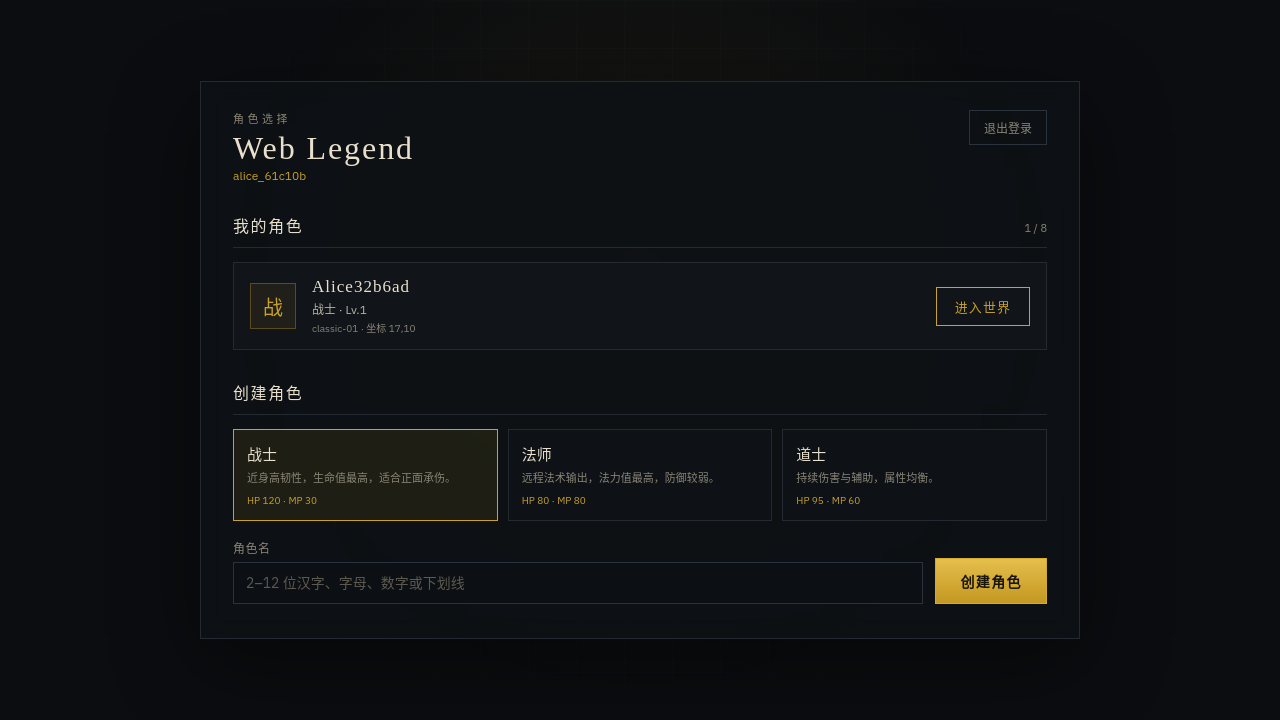 角色选择
Web Legend
alice_61c10b
退出登录
我的角色
1 / 8
战
Alice32b6ad
战士 · Lv.1
classic-01 · 坐标 17,10
进入世界
创建角色
战士
近身高韧性，生命值最高，适合正面承伤。
HP 120 · MP 30
法师
远程法术输出，法力值最高，防御较弱。
HP 80 · MP 80
道士
持续伤害与辅助，属性均衡。
HP 95 · MP 60
角色名
2–12 位汉字、字母、数字或下划线
创建角色